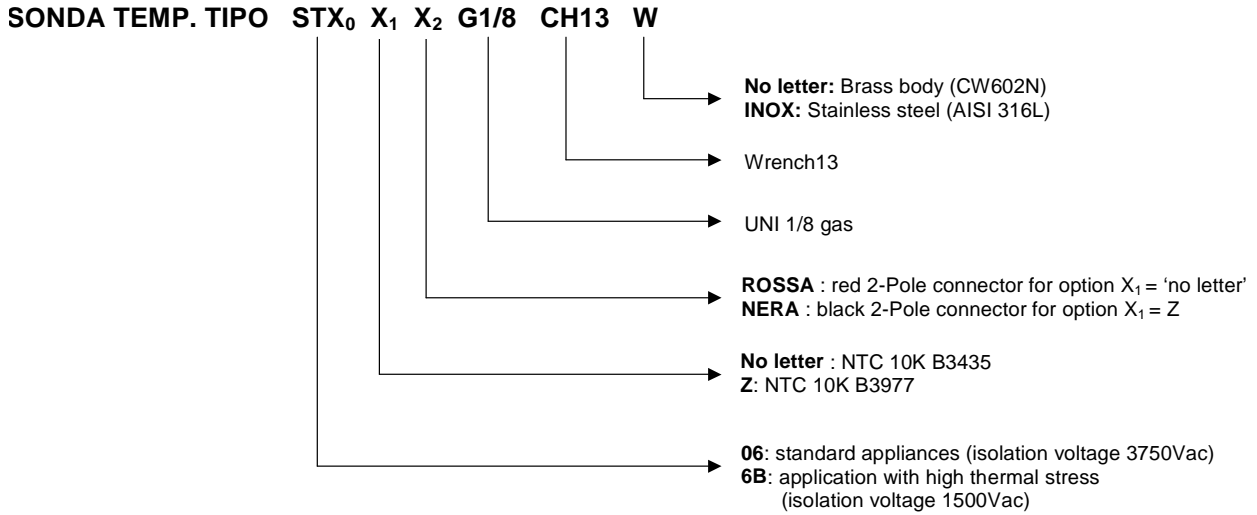 SONDA TEMP. TIPO STX₀ X₁ X₂ G1/8 CH13 W
No letter: Brass body (CW602N)
INOX: Stainless steel (AISI 316L)
Wrench13
UNI 1/8 gas
ROSSA : red 2-Pole connector for option X₁ = ‘no letter’
NERA : black 2-Pole connector for option X₁ = Z
No letter : NTC 10K B3435
Z: NTC 10K B3977
06: standard appliances (isolation voltage 3750Vac)
6B: application with high thermal stress
(isolation voltage 1500Vac)